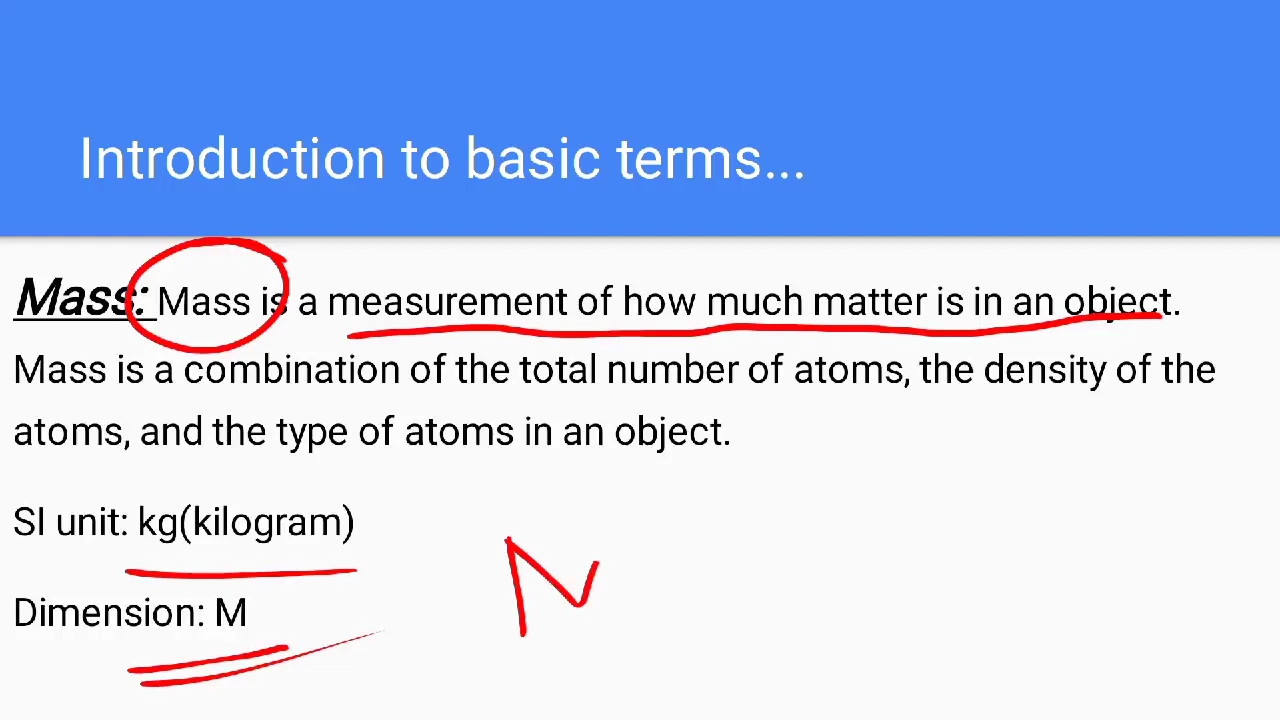 Introduction to basic terms...
Mass: Mass is a measurement of how much matter is in an object.
Mass is a combination of the total number of atoms, the density of the
atoms, and the type of atoms in an object.
SI unit: kg(kilogram)
Dimension: M